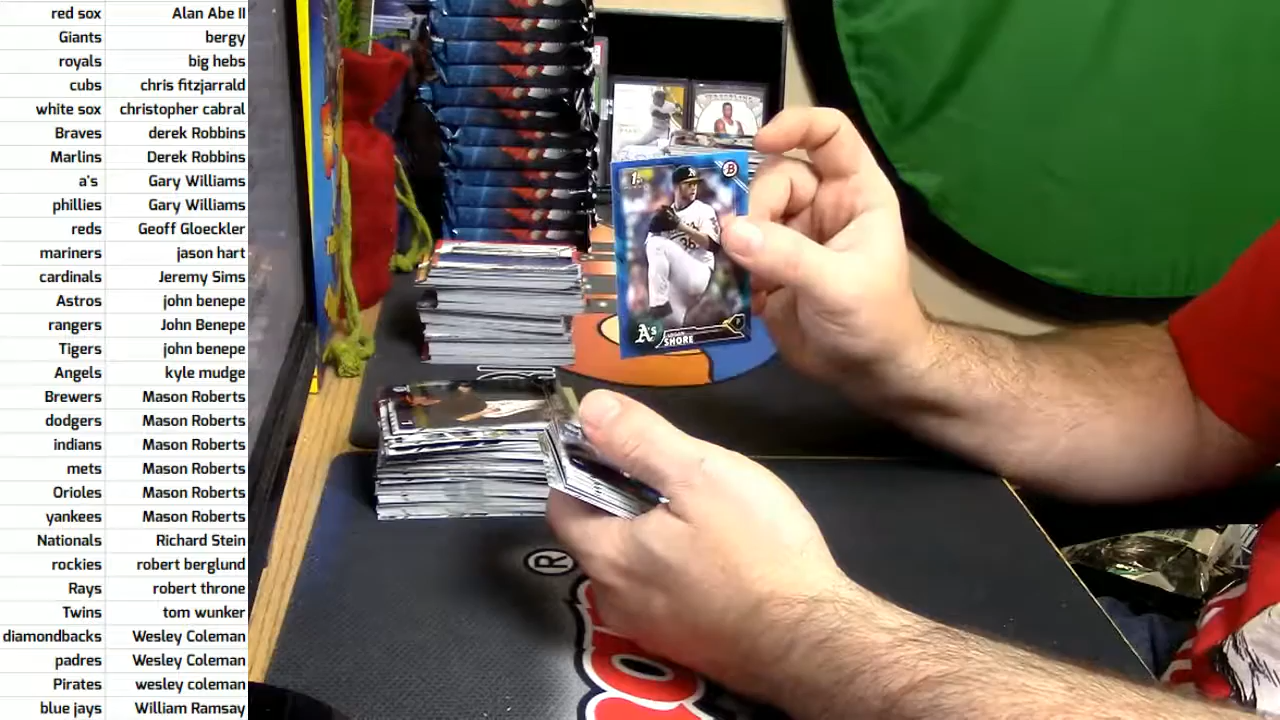 red sox Alan Abe II
Giants bergy
royals big hebs
cubs chris fitzjarrald
white sox christopher cabral
Braves derek Robbins
Marlins Derek Robbins
a's Gary Williams
phillies Gary Williams
reds Geoff Gloeckler
mariners jason hart
cardinals Jeremy Sims
Astros john benepe
rangers John Benepe
Tigers john benepe
Angels kyle mudge
Brewers Mason Roberts
dodgers Mason Roberts
indians Mason Roberts
mets Mason Roberts
Orioles Mason Roberts
yankees Mason Roberts
Nationals Richard Stein
rockies robert berglund
Rays robert throne
Twins tom wunker
diamondbacks Wesley Coleman
padres Wesley Coleman
Pirates wesley coleman
blue jays William Ramsay
1st
B
36
A's
LOGAN
SHORE
P
®